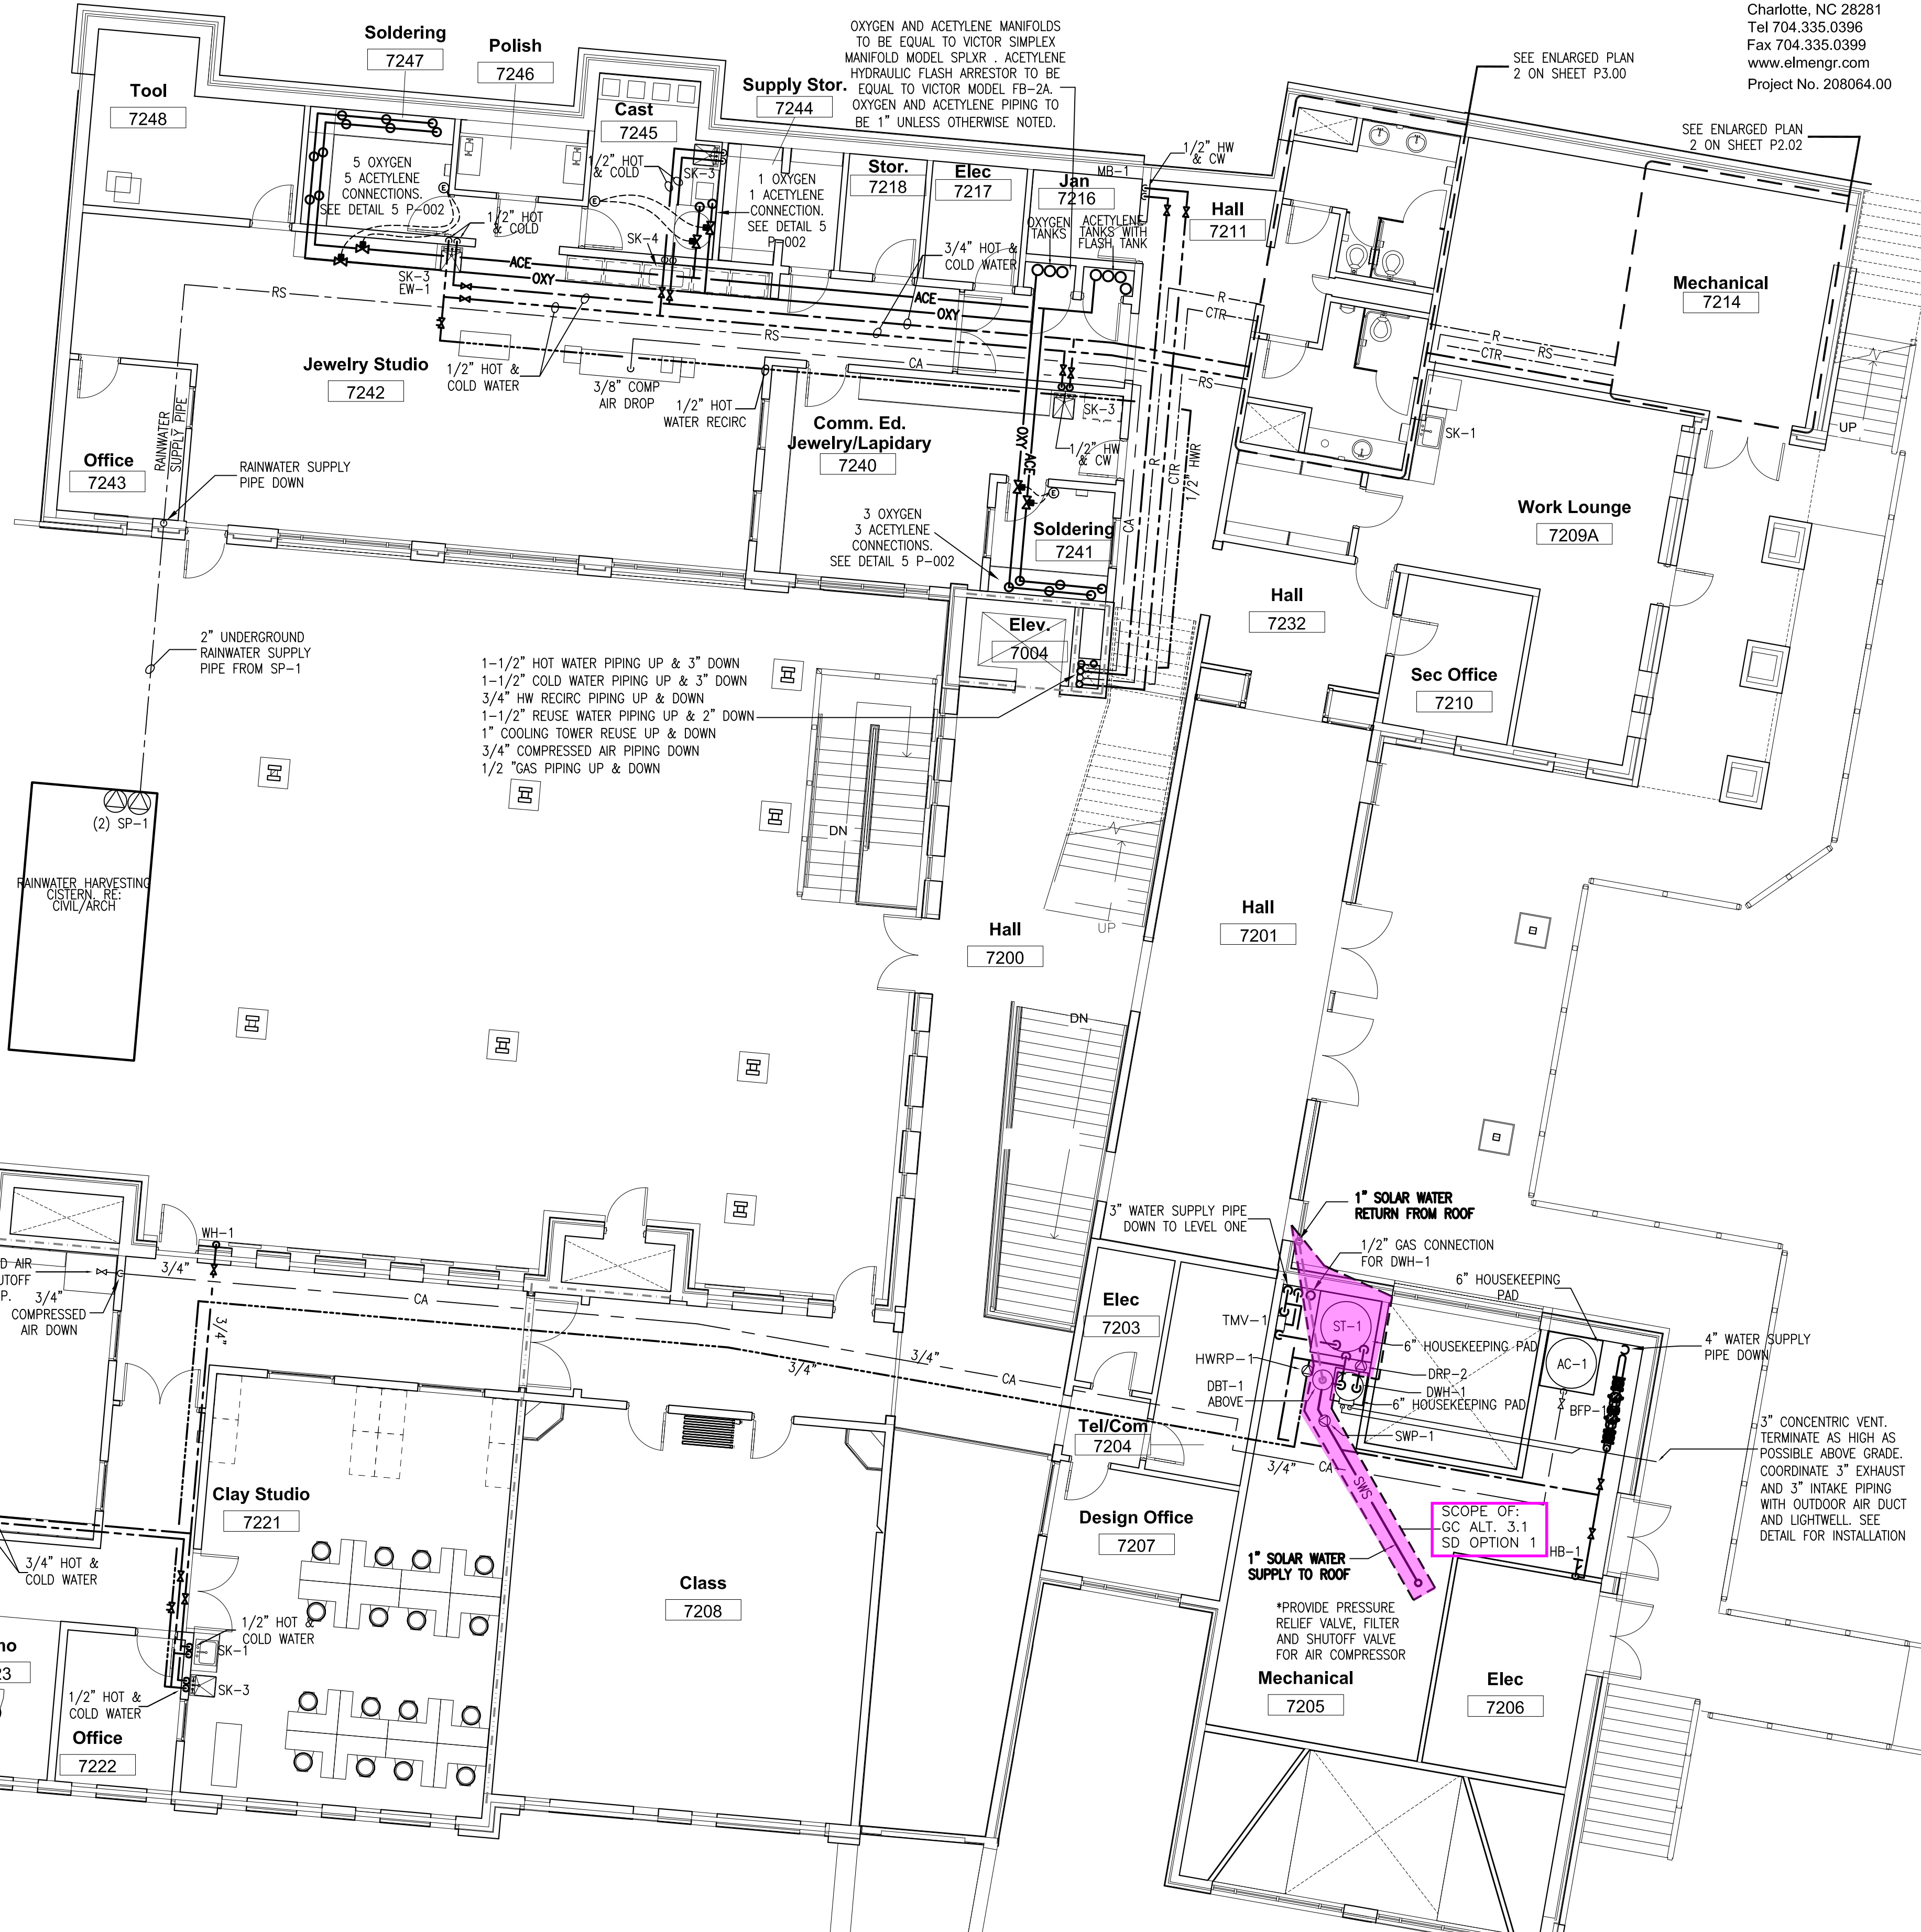 Charlotte, NC 28281
Tel 704.335.0396
Fax 704.335.0399
www.elmengr.com
Project No. 208064.00
SEE ENLARGED PLAN
2 ON SHEET P3.00
SEE ENLARGED PLAN
2 ON SHEET P2.02
OXYGEN AND ACETYLENE MANIFOLDS
TO BE EQUAL TO VICTOR SIMPLEX
MANIFOLD MODEL SPLXR . ACETYLENE
HYDRAULIC FLASH ARRESTOR TO BE
EQUAL TO VICTOR MODEL FB-2A.
OXYGEN AND ACETYLENE PIPING TO
BE 1" UNLESS OTHERWISE NOTED.
Tool
7248
Soldering
7247
Polish
7246
Cast
7245
Supply Stor.
7244
Stor.
7218
Elec
7217
Jan
7216
Hall
7211
Mechanical
7214
5 OXYGEN
5 ACETYLENE
CONNECTIONS.
SEE DETAIL 5 P-002
E
1/2" HOT
& COLD
1/2" HOT
& COLD
SK-3
E
SK-4
1 OXYGEN
1 ACETYLENE
CONNECTION.
SEE DETAIL 5
P-002
MB-1
1/2" HW
& CW
OXYGEN
TANKS
ACETYLENE
TANKS WITH
FLASH TANK
3/4" HOT &
COLD WATER
SK-3
EW-1
ACE
OXY
ACE
OXY
RS
RS
CA
RS
R
CTR
R
CTR
RS
Jewelry Studio
7242
1/2" HOT &
COLD WATER
3/8" COMP
AIR DROP
1/2" HOT
WATER RECIRC
Comm. Ed.
Jewelry/Lapidary
7240
SK-3
1/2" HW
& CW
OXY
ACE
R
CTR
1/2" HWR
CA
E
SK-1
UP
RAINWATER
SUPPLY PIPE
Office
7243
RAINWATER SUPPLY
PIPE DOWN
3 OXYGEN
3 ACETYLENE
CONNECTIONS.
SEE DETAIL 5 P-002
Soldering
7241
Work Lounge
7209A
Hall
7232
Elev.
7004
Sec Office
7210
2" UNDERGROUND
RAINWATER SUPPLY
PIPE FROM SP-1
1-1/2" HOT WATER PIPING UP & 3" DOWN
1-1/2" COLD WATER PIPING UP & 3" DOWN
3/4" HW RECIRC PIPING UP & DOWN
1-1/2" REUSE WATER PIPING UP & 2" DOWN
1" COOLING TOWER REUSE UP & DOWN
3/4" COMPRESSED AIR PIPING DOWN
1/2 "GAS PIPING UP & DOWN
(2) SP-1
RAINWATER HARVESTING
CISTERN. RE:
CIVIL/ARCH
DN
UP
Hall
7200
Hall
7201
DN
WH-1
D AIR
UTOFF
P.
3/4"
COMPRESSED
AIR DOWN
3/4"
CA
3/4"
3/4"
3/4"
CA
3" WATER SUPPLY PIPE
DOWN TO LEVEL ONE
1" SOLAR WATER
RETURN FROM ROOF
1/2" GAS CONNECTION
FOR DWH-1
6" HOUSEKEEPING
PAD
Elec
7203
TMV-1
ST-1
6" HOUSEKEEPING PAD
HWRP-1
DRP-2
DWH-1
DBT-1
ABOVE
6" HOUSEKEEPING PAD
SWP-1
AC-1
BFP-1
4" WATER SUPPLY
PIPE DOWN
3" CONCENTRIC VENT.
TERMINATE AS HIGH AS
POSSIBLE ABOVE GRADE.
COORDINATE 3" EXHAUST
AND 3" INTAKE PIPING
WITH OUTDOOR AIR DUCT
AND LIGHTWELL. SEE
DETAIL FOR INSTALLATION
Tel/Com
7204
3/4"
CA
SWS
Clay Studio
7221
Design Office
7207
SCOPE OF:
GC ALT. 3.1
SD OPTION 1
HB-1
1" SOLAR WATER
SUPPLY TO ROOF
3/4" HOT &
COLD WATER
Class
7208
*PROVIDE PRESSURE
RELIEF VALVE, FILTER
AND SHUTOFF VALVE
FOR AIR COMPRESSOR
Mechanical
7205
Elec
7206
1/2" HOT &
COLD WATER
SK-1
SK-3
1/2" HOT &
COLD WATER
Office
7222
no
23